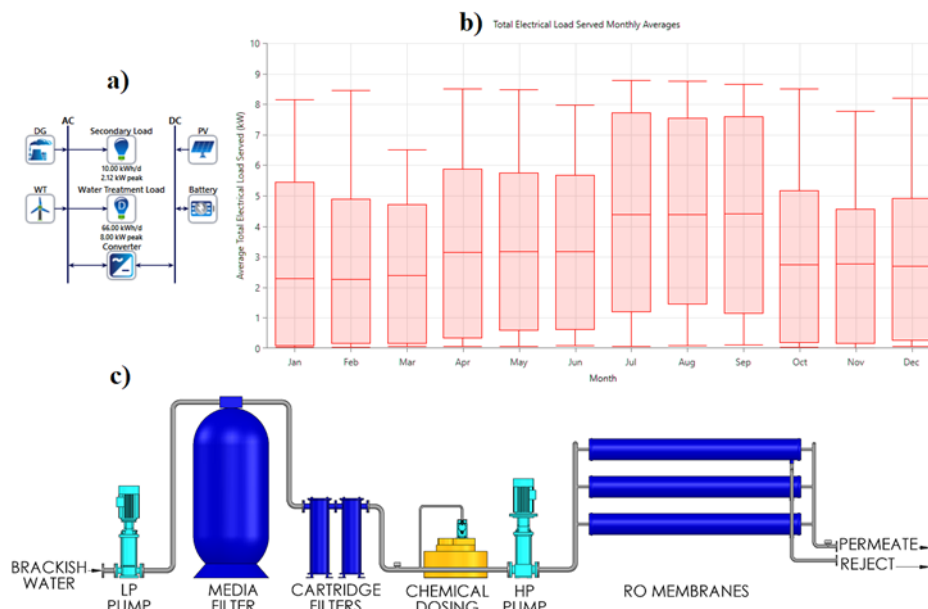 a)
AC
DC
DG
Secondary Load
PV
10.00 kWh/d
2.12 kW peak
WT
Water Treatment Load
Battery
D
66.00 kWh/d
8.00 kW peak
Converter
b)
Total Electrical Load Served Monthly Averages
Average Total Electrical Load Served (kW)
10
9
8
7
6
5
4
3
2
1
0
Jan Feb Mar Apr May Jun Jul Aug Sep Oct Nov Dec
Month
c)
BRACKISH
WATER
LP
PUMP
MEDIA
FILTER
CARTRIDGE
FILTERS
CHEMICAL
DOSING
HP
PUMP
RO MEMBRANES
PERMEATE
REJECT